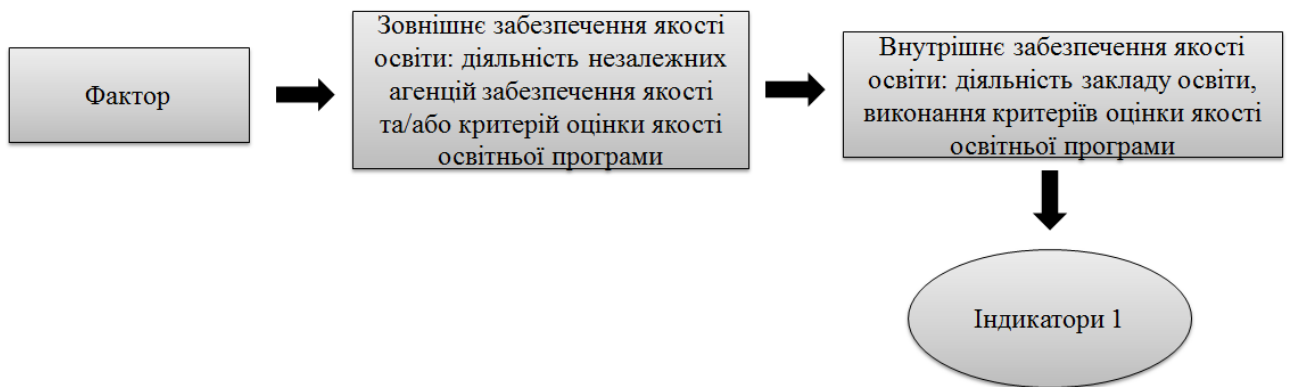 Фактор
Зовнішнє забезпечення якості
освіти: діяльність незалежних
агенцій забезпечення якості
та/або критерій оцінки якості
освітньої програми
Внутрішнє забезпечення якості
освіти: діяльність закладу освіти,
виконання критеріїв оцінки якості
освітньої програми
Індикатори 1